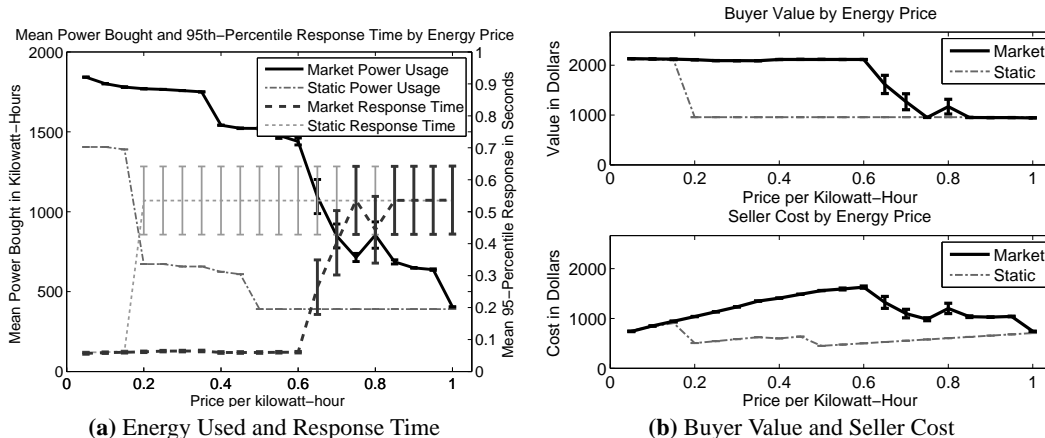 Mean Power Bought and 95th−Percentile Response Time by Energy Price
2000
1500
1000
500
0
Mean Power Bought in Kilowatt−Hours
Market Power Usage
Static Power Usage
Market Response Time
Static Response Time
1
0.9
0.8
0.7
0.6
0.5
0.4
0.3
0.2
0.1
0
Mean 95−Percentile Response in Seconds
0 0.2 0.4 0.6 0.8 1
Price per kilowatt−hour
(a) Energy Used and Response Time
Buyer Value by Energy Price
2000
1000
0
Value in Dollars
Market
Static
0 0.2 0.4 0.6 0.8 1
Price per Kilowatt−Hour
Seller Cost by Energy Price
2000
1000
0
Cost in Dollars
Market
Static
0 0.2 0.4 0.6 0.8 1
Price per Kilowatt−Hour
(b) Buyer Value and Seller Cost